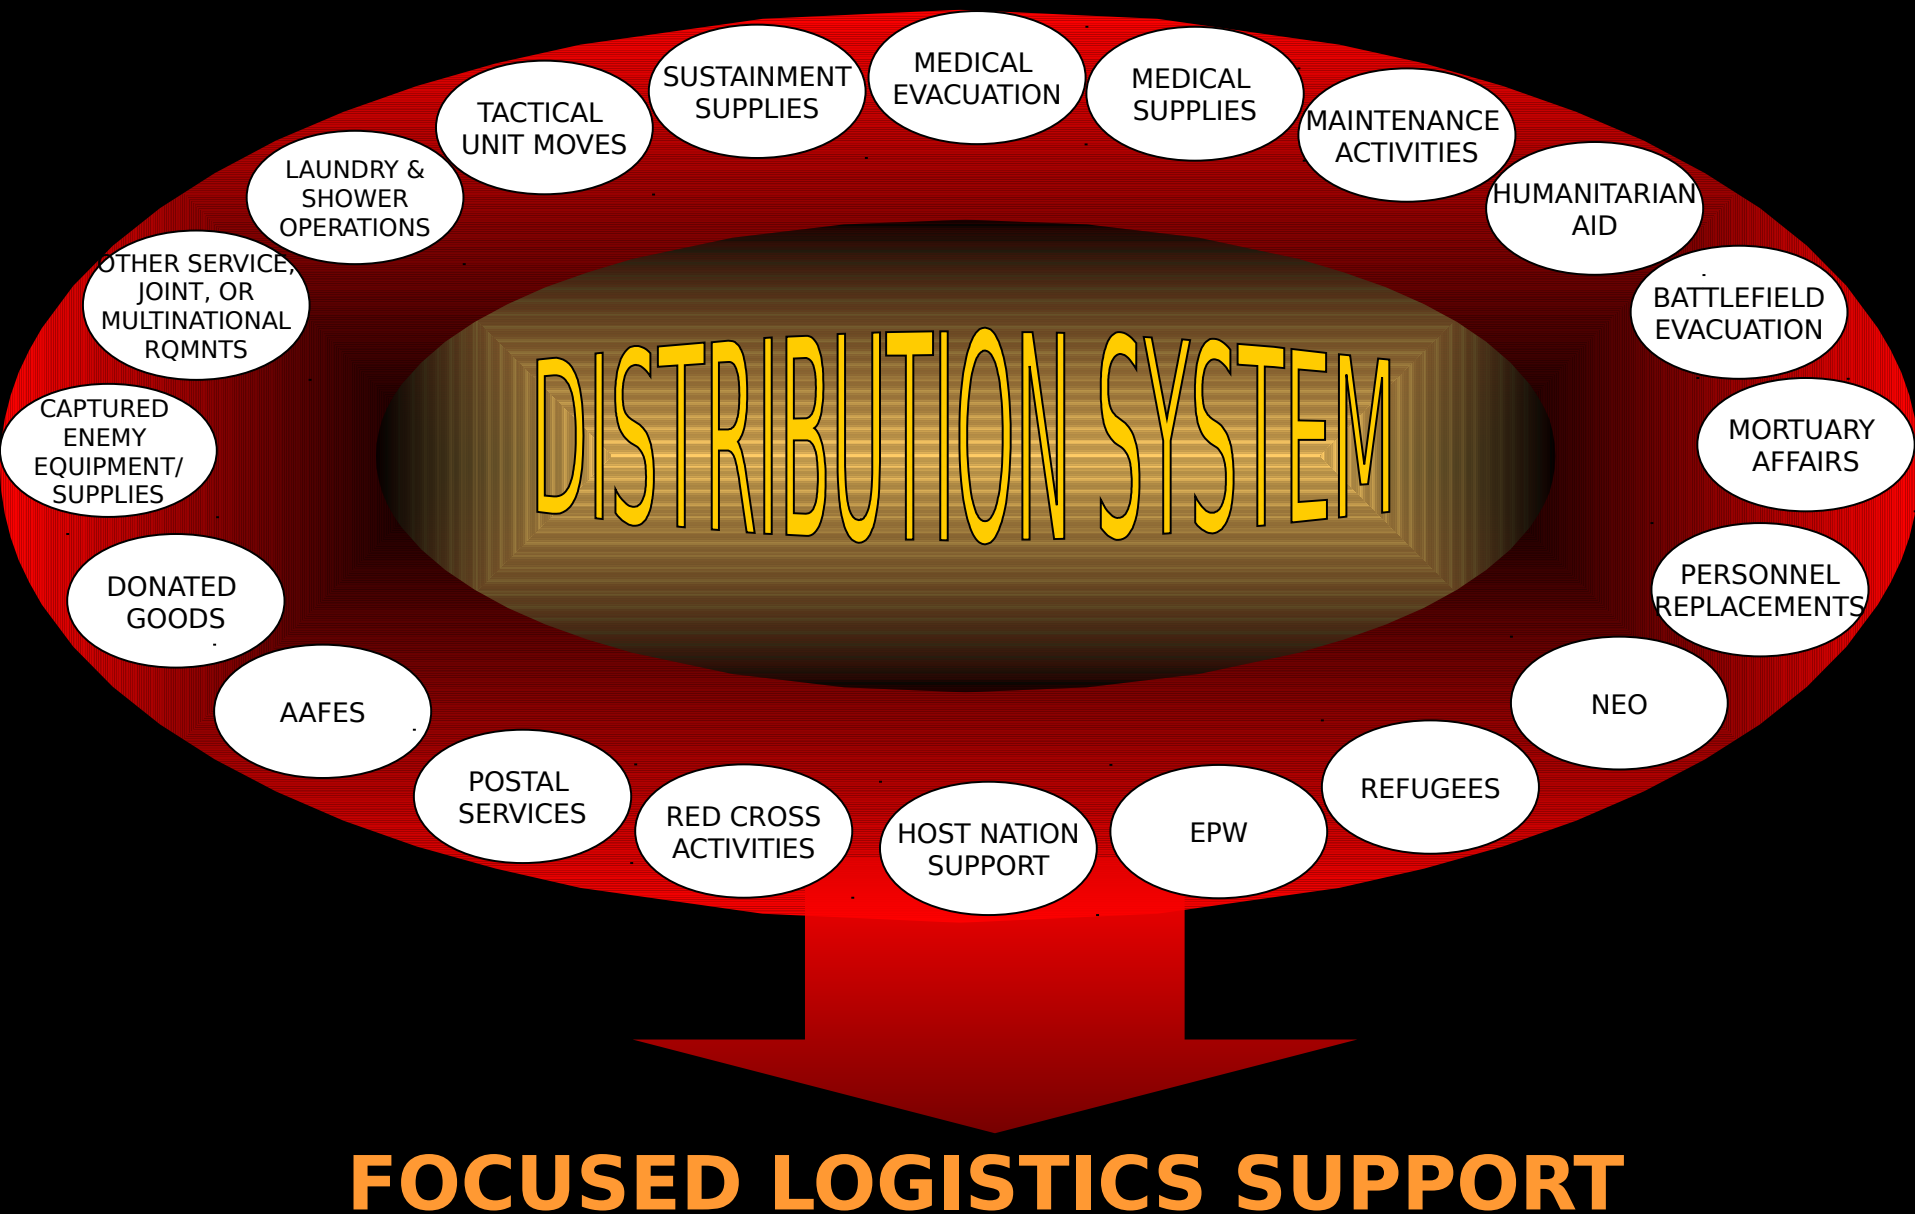 MEDICAL
EVACUATION
MEDICAL
SUPPLIES
MAINTENANCE
ACTIVITIES
HUMANITARIAN
AID
BATTLEFIELD
EVACUATION
MORTUARY
AFFAIRS
PERSONNEL
REPLACEMENTS
NEO
REFUGEES
EPW
HOST NATION
SUPPORT
RED CROSS
ACTIVITIES
POSTAL
SERVICES
AAFES
DONATED
GOODS
CAPTURED
ENEMY
EQUIPMENT/
SUPPLIES
OTHER SERVICE,
JOINT, OR
MULTINATIONAL
RQMNTS
LAUNDRY &
SHOWER
OPERATIONS
TACTICAL
UNIT MOVES
SUSTAINMENT
SUPPLIES
DISTRIBUTION SYSTEM
FOCUSED LOGISTICS SUPPORT